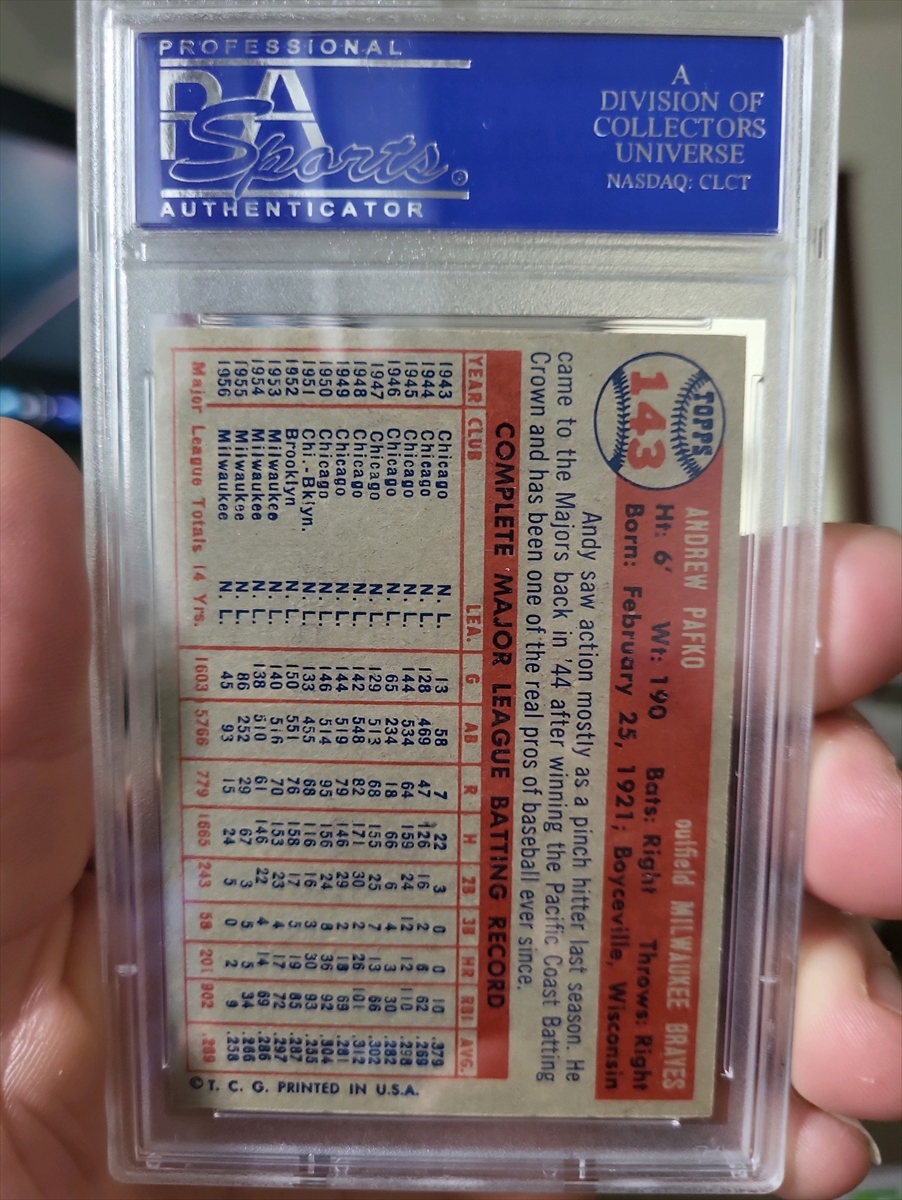 PROFESSIONAL
PSA
Sports
AUTHENTICATOR
A
DIVISION OF
COLLECTORS
UNIVERSE
NASDAQ: CLCT
TOPPS
143
ANDREW PAFKO outfield MILWAUKEE BRAVES
Ht: 6' Wt: 190 Bats: Right Throws: Right
Born: February 25, 1921; Boyceville, Wisconsin
Andy saw action mostly as a pinch hitter last season. He
came to the Majors back in '44 after winning the Pacific Coast Batting
Crown and has been one of the real pros of baseball ever since.
COMPLETE MAJOR LEAGUE BATTING RECORD
YEAR CLUB LEA. G AB R H 2B 3B HR RBI AVG.
1943 Chicago N. L. 13 58 7 22 3 0 0 10 .379
1944 Chicago N. L. 128 469 47 126 16 2 6 62 .269
1945 Chicago N. L. 144 534 64 159 24 12 12 110 .298
1946 Chicago N. L. 65 234 18 66 6 4 3 30 .282
1947 Chicago N. L. 129 513 68 155 25 7 13 66 .302
1948 Chicago N. L. 142 548 82 171 30 2 26 101 .312
1949 Chicago N. L. 144 519 79 146 29 2 18 69 .281
1950 Chicago N. L. 146 514 95 156 24 8 36 92 .304
1951 Chi.-Bklyn. N. L. 133 455 68 116 16 3 30 93 .255
1952 Brooklyn N. L. 150 551 76 158 17 5 19 85 .287
1953 Milwaukee N. L. 140 516 70 153 23 4 17 72 .297
1954 Milwaukee N. L. 138 510 61 146 22 4 14 69 .286
1955 Milwaukee N. L. 86 252 29 67 3 5 5 34 .266
1956 Milwaukee N. L. 45 93 15 24 5 0 2 9 .258
Major League Totals 14 Yrs. 1603 5766 779 1665 243 58 201 902 .289
© T. C. G. PRINTED IN U.S.A.